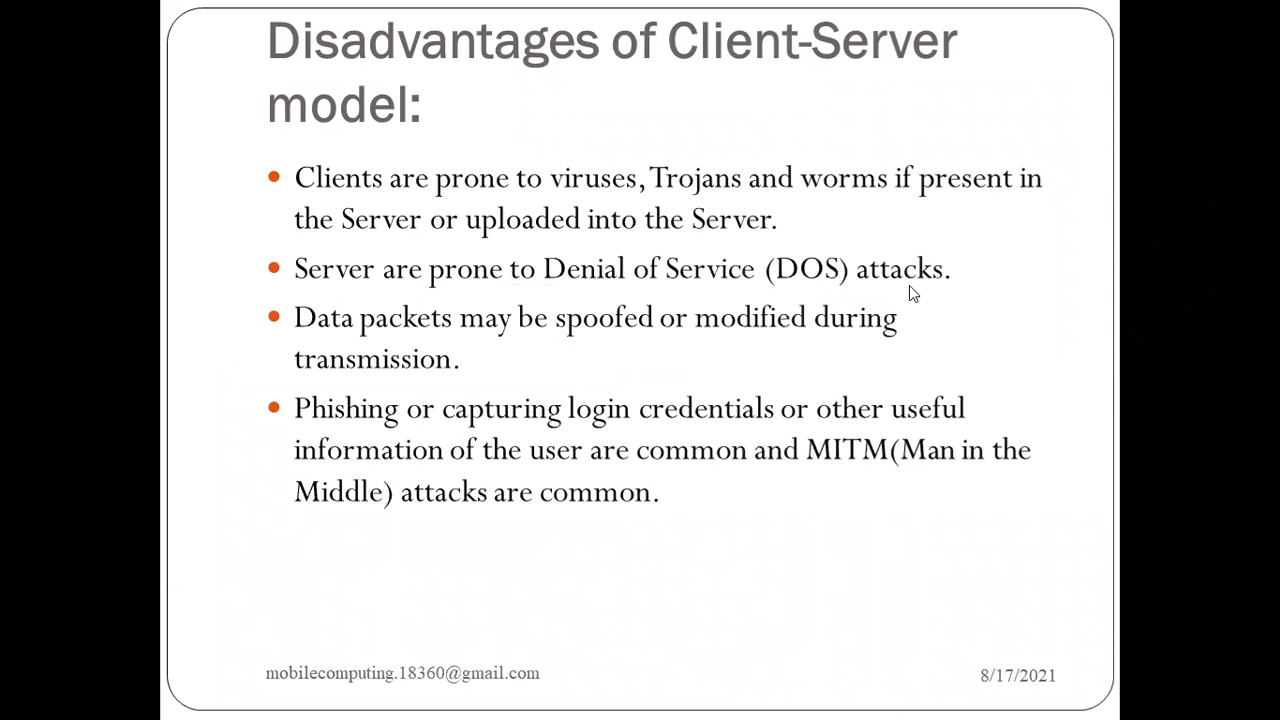 Disadvantages of Client-Server
model:
• Clients are prone to viruses, Trojans and worms if present in
the Server or uploaded into the Server.
• Server are prone to Denial of Service (DOS) attacks.
• Data packets may be spoofed or modified during
transmission.
• Phishing or capturing login credentials or other useful
information of the user are common and MITM(Man in the
Middle) attacks are common.
mobilecomputing.18360@gmail.com
8/17/2021